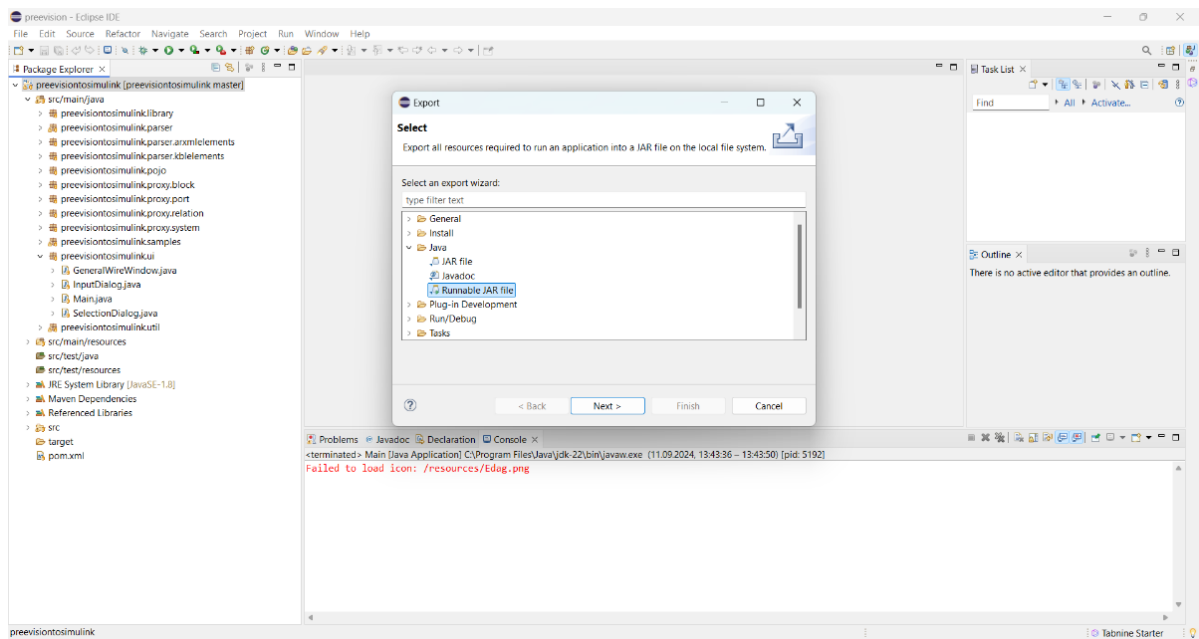 preevision - Eclipse IDE
File Edit Source Refactor Navigate Search Project Run Window Help
Package Explorer
preevisiontosimulink [preevisiontosimulink master]
src/main/java
preevisiontosimulink.library
preevisiontosimulink.parser
preevisiontosimulink.parser.arxmlelements
preevisiontosimulink.parser.kblelements
preevisiontosimulink.pojo
preevisiontosimulink.proxy.block
preevisiontosimulink.proxy.port
preevisiontosimulink.proxy.relation
preevisiontosimulink.proxy.system
preevisiontosimulink.samples
preevisiontosimulink.ui
GeneralWireWindow.java
InputDialog.java
Main.java
SelectionDialog.java
preevisiontosimulink.util
src/main/resources
src/test/java
src/test/resources
JRE System Library [JavaSE-1.8]
Maven Dependencies
Referenced Libraries
src
target
pom.xml
Export
Select
Export all resources required to run an application into a JAR file on the local file system.
Select an export wizard:
type filter text
General
Install
Java
JAR file
Javadoc
Runnable JAR file
Plug-in Development
Run/Debug
Tasks
< Back Next > Finish Cancel
Task List
Find All Activate...
Outline
There is no active editor that provides an outline.
Problems Javadoc Declaration Console
<terminated> Main [Java Application] C:\Program Files\Java\jdk-22\bin\javaw.exe (11.09.2024, 13:43:36 – 13:43:50) [pid: 5192]
Failed to load icon: /resources/Edag.png
preevisiontosimulink
Tabnine Starter